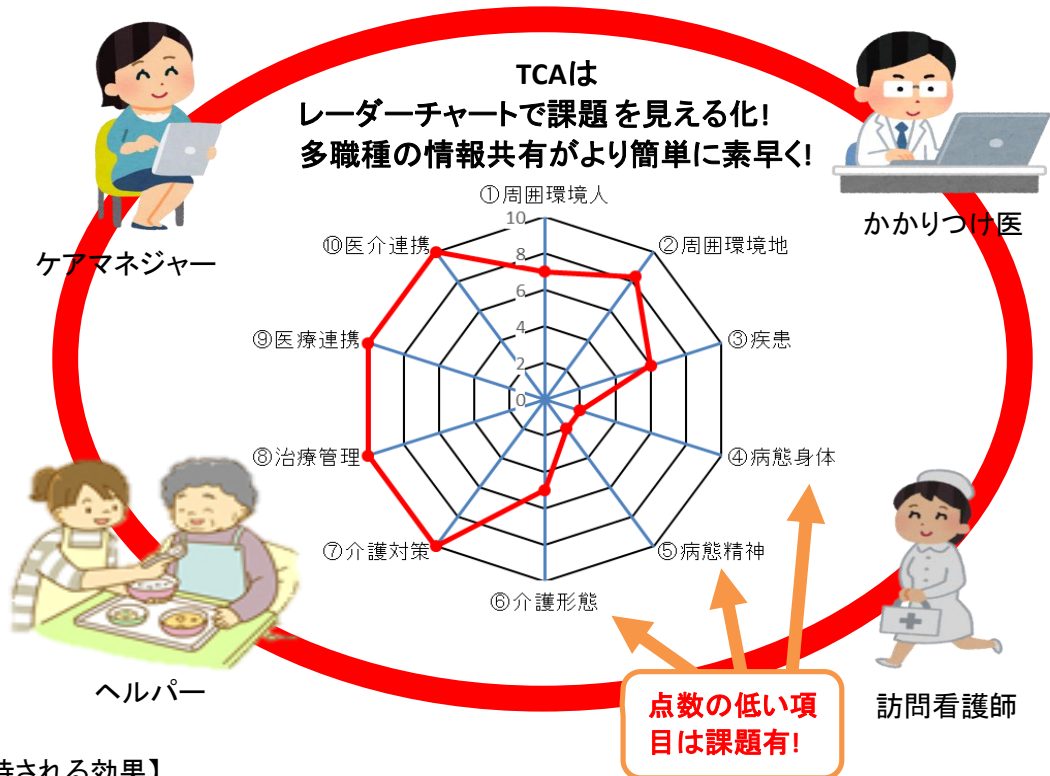 TCAは
レーダーチャートで課題を見える化!
多職種の情報共有がより簡単に素早く!
ケアマネジャー
かかりつけ医
①周囲環境人
②周囲環境地
③疾患
④病態身体
⑤病態精神
⑥介護形態
⑦介護対策
⑧治療管理
⑨医療連携
⑩医介連携
10
8
6
4
2
0
ヘルパー
点数の低い項
目は課題有!
訪問看護師
待される効果】